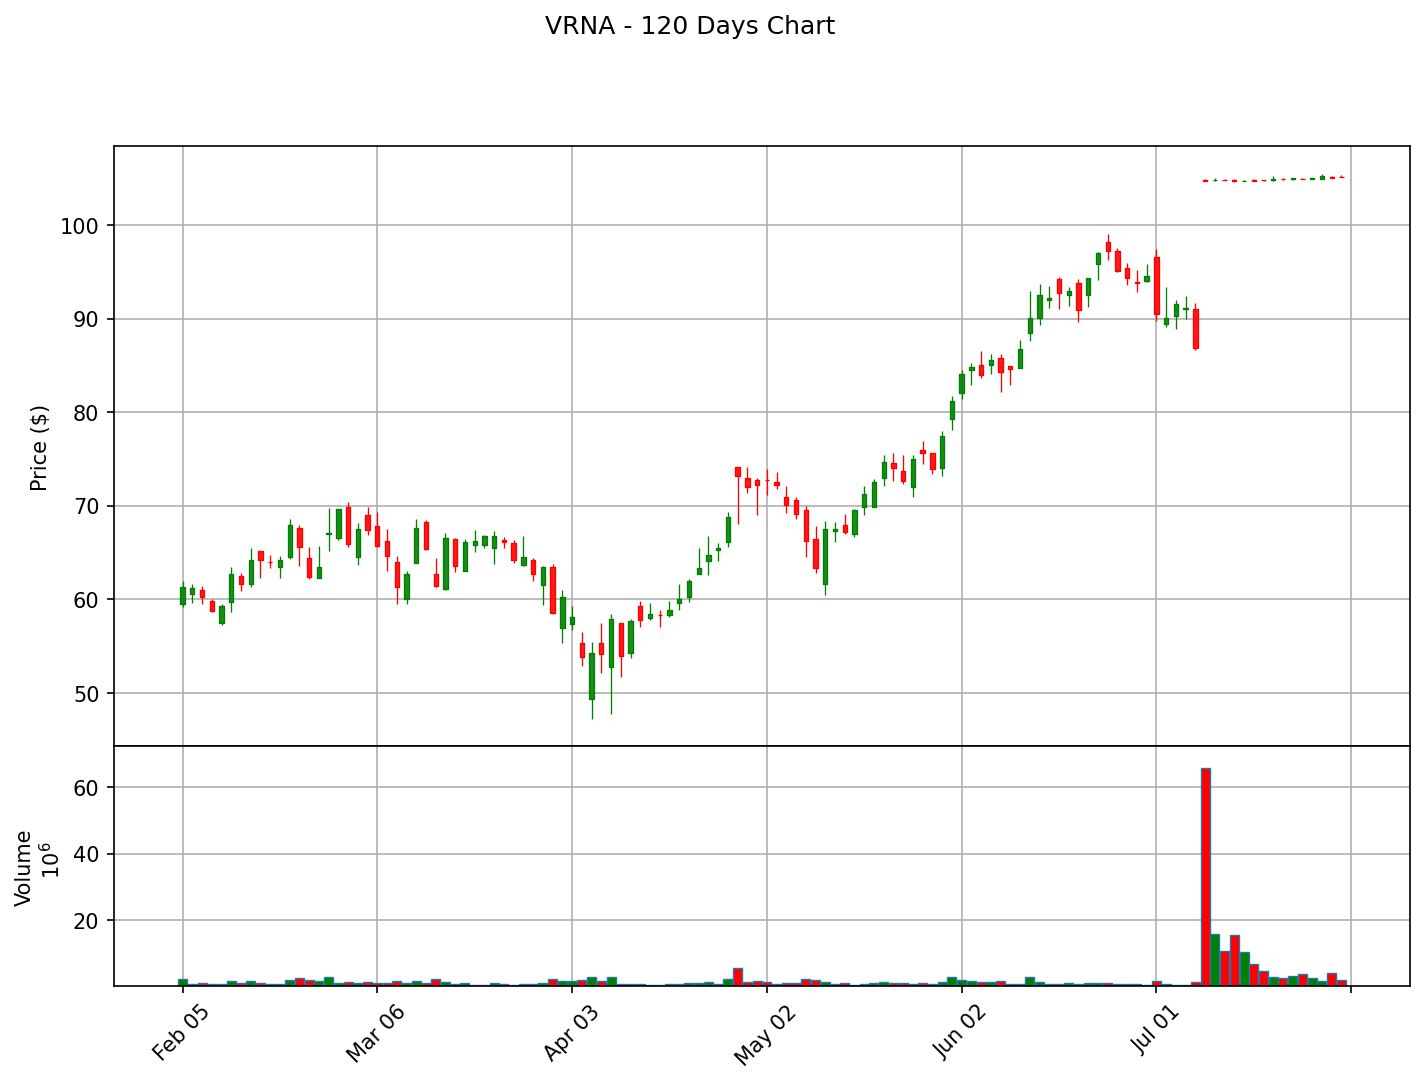 VRNA - 120 Days Chart
Price ($)
100
90
80
70
60
50
Volume
10⁶
60
40
20
Feb 05
Mar 06
Apr 03
May 02
Jun 02
Jul 01